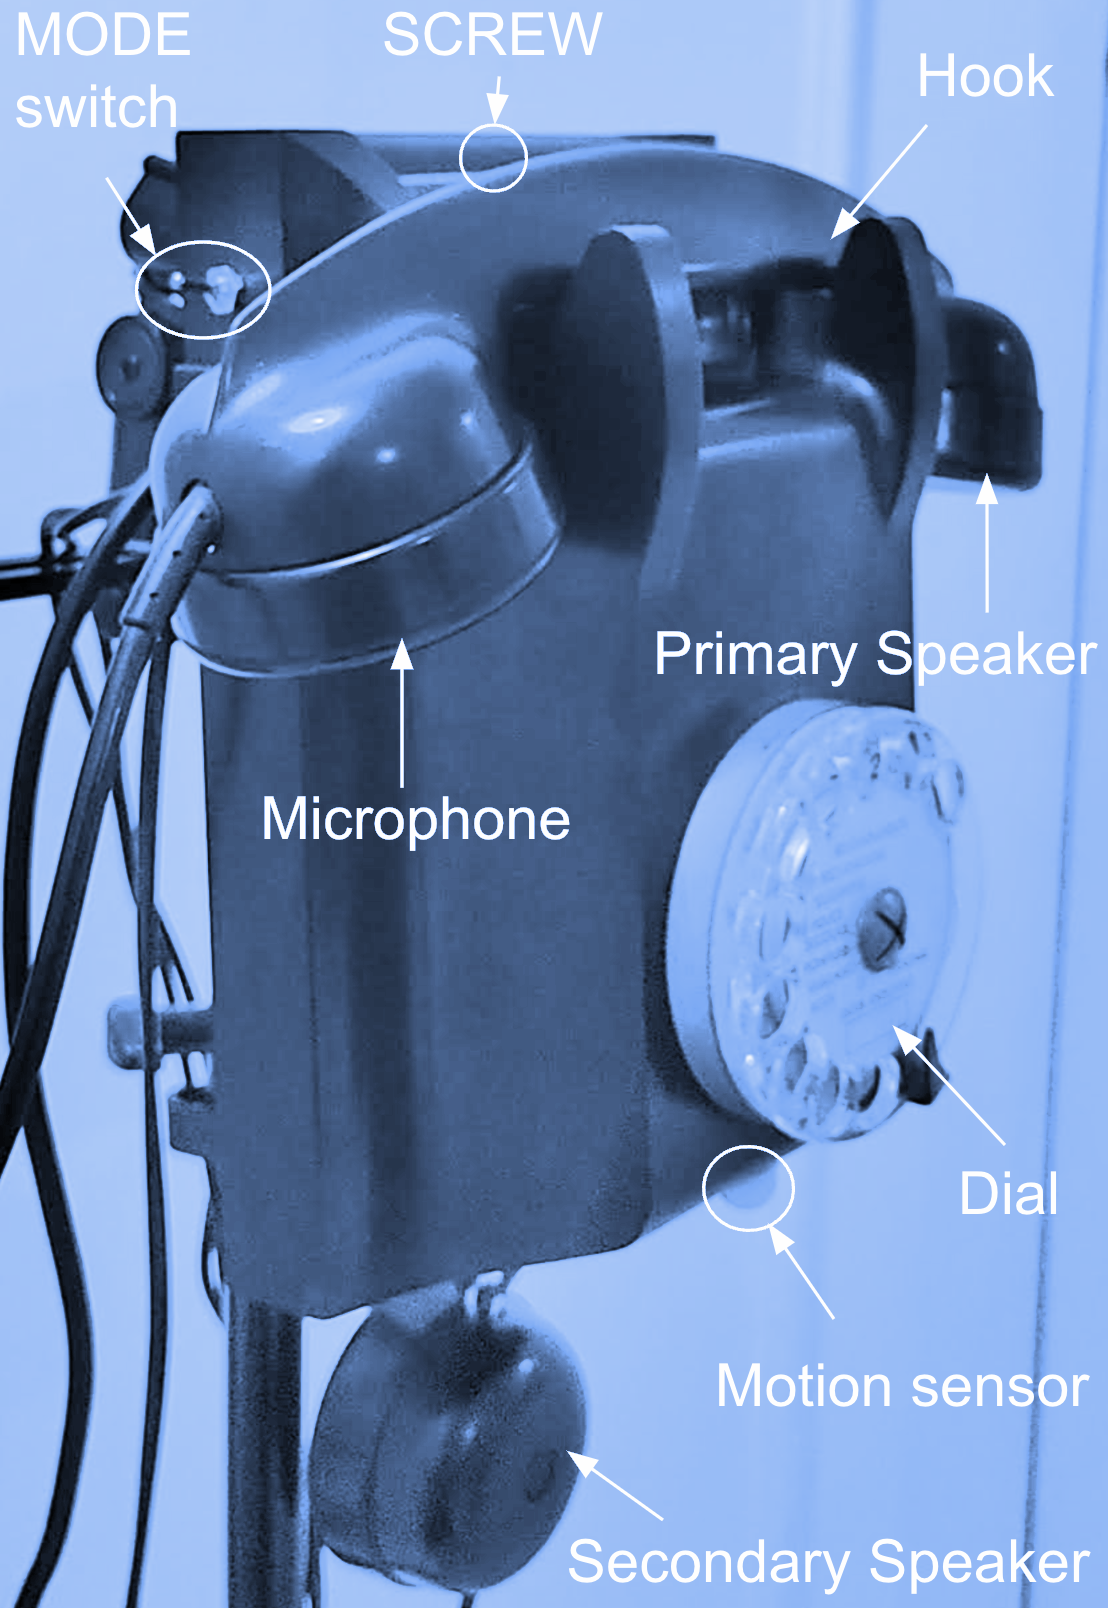 MODE
switch
SCREW
Hook
Primary Speaker
Microphone
Dial
Motion sensor
Secondary Speaker